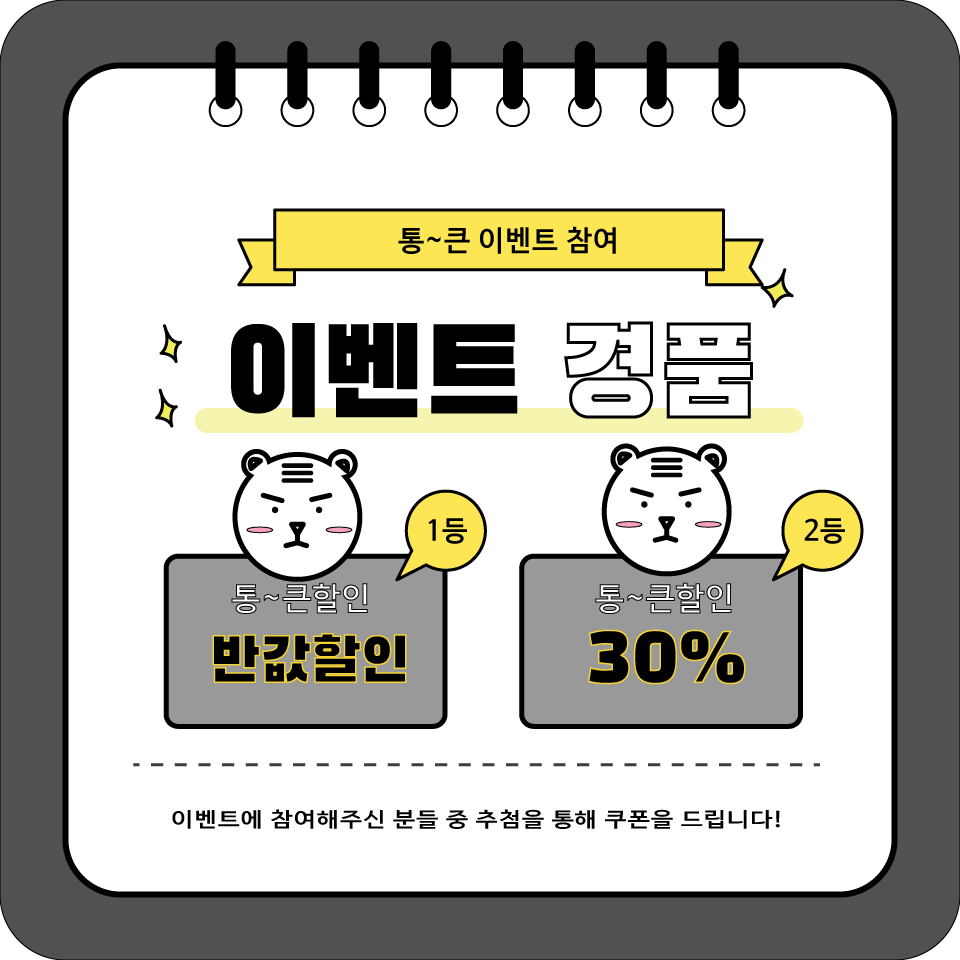 통~큰 이벤트 참여
이벤트 경품
1등
통~큰할인
반값할인
2등
통~큰할인
30%
이벤트에 참여해주신 분들 중 추첨을 통해 쿠폰을 드립니다!